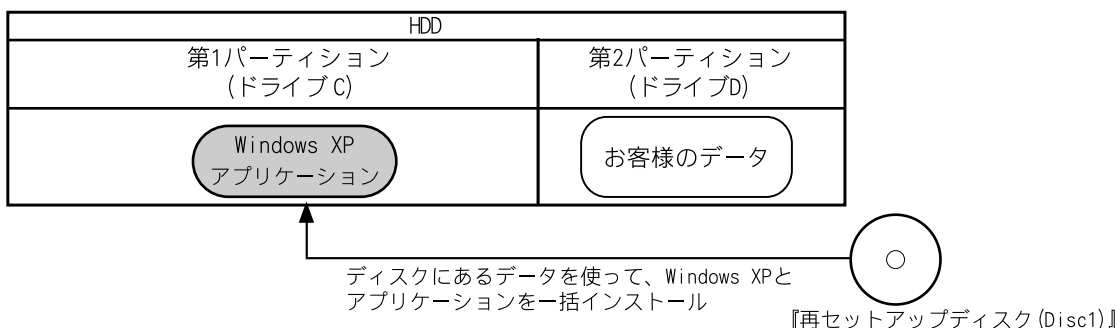 HDD
第1パーティション
(ドライブC)
第2パーティション
(ドライブD)
Windows XP
アプリケーション
お客様のデータ
ディスクにあるデータを使って、Windows XPと
アプリケーションを一括インストール
『再セットアップディスク(Disc1)』